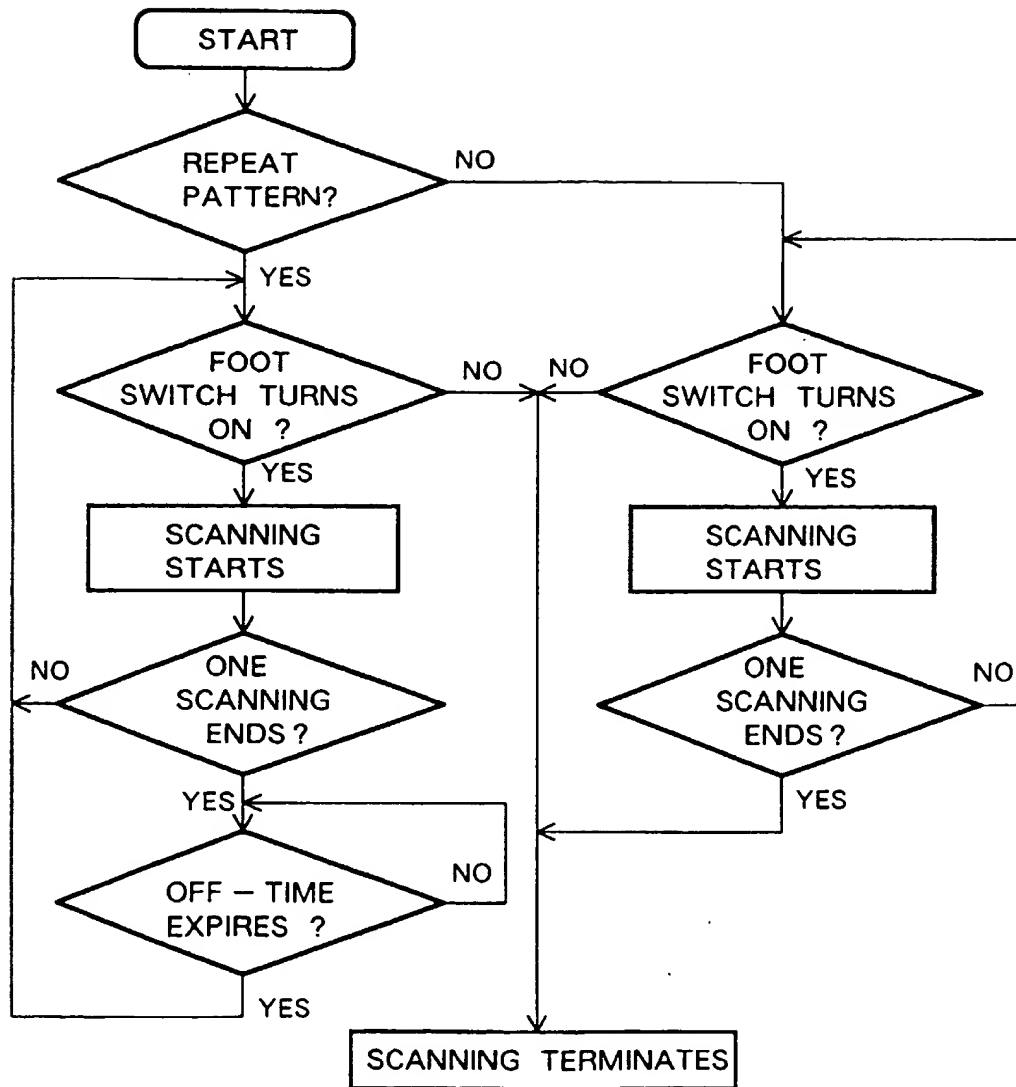 START
REPEAT
PATTERN?
NO
YES
FOOT
SWITCH TURNS
ON ?
NO
NO
FOOT
SWITCH TURNS
ON ?
YES
YES
SCANNING
STARTS
SCANNING
STARTS
NO
ONE
SCANNING
ENDS?
ONE
SCANNING
ENDS?
NO
YES
YES
OFF – TIME
EXPIRES ?
NO
YES
SCANNING TERMINATES